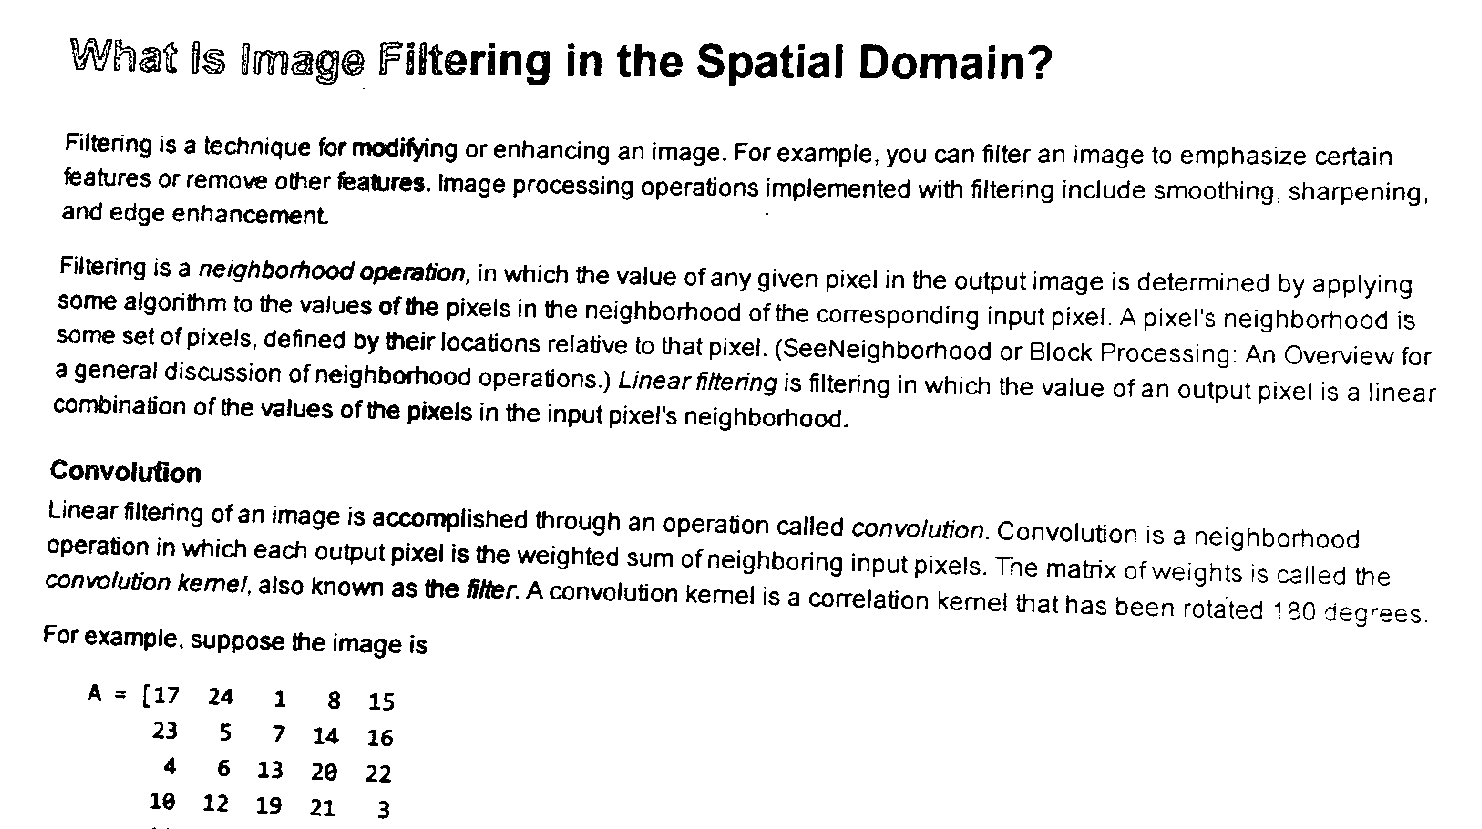 What Is Image Filtering in the Spatial Domain?
Filtering is a technique for modifying or enhancing an image. For example, you can filter an image to emphasize certain
features or remove other features. Image processing operations implemented with filtering include smoothing, sharpening,
and edge enhancement.
Filtering is a neighborhood operation, in which the value of any given pixel in the output image is determined by applying
some algorithm to the values of the pixels in the neighborhood of the corresponding input pixel. A pixel's neighborhood is
some set of pixels, defined by their locations relative to that pixel. (SeeNeighborhood or Block Processing: An Overview for
a general discussion of neighborhood operations.) Linear filtering is filtering in which the value of an output pixel is a linear
combination of the values of the pixels in the input pixel's neighborhood.
Convolution
Linear filtering of an image is accomplished through an operation called convolution. Convolution is a neighborhood
operation in which each output pixel is the weighted sum of neighboring input pixels. The matrix of weights is called the
convolution kernel, also known as the filter. A convolution kernel is a correlation kernel that has been rotated 180 degrees.
For example, suppose the image is
A = [17 24 1 8 15
23 5 7 14 16
4 6 13 20 22
10 12 19 21 3